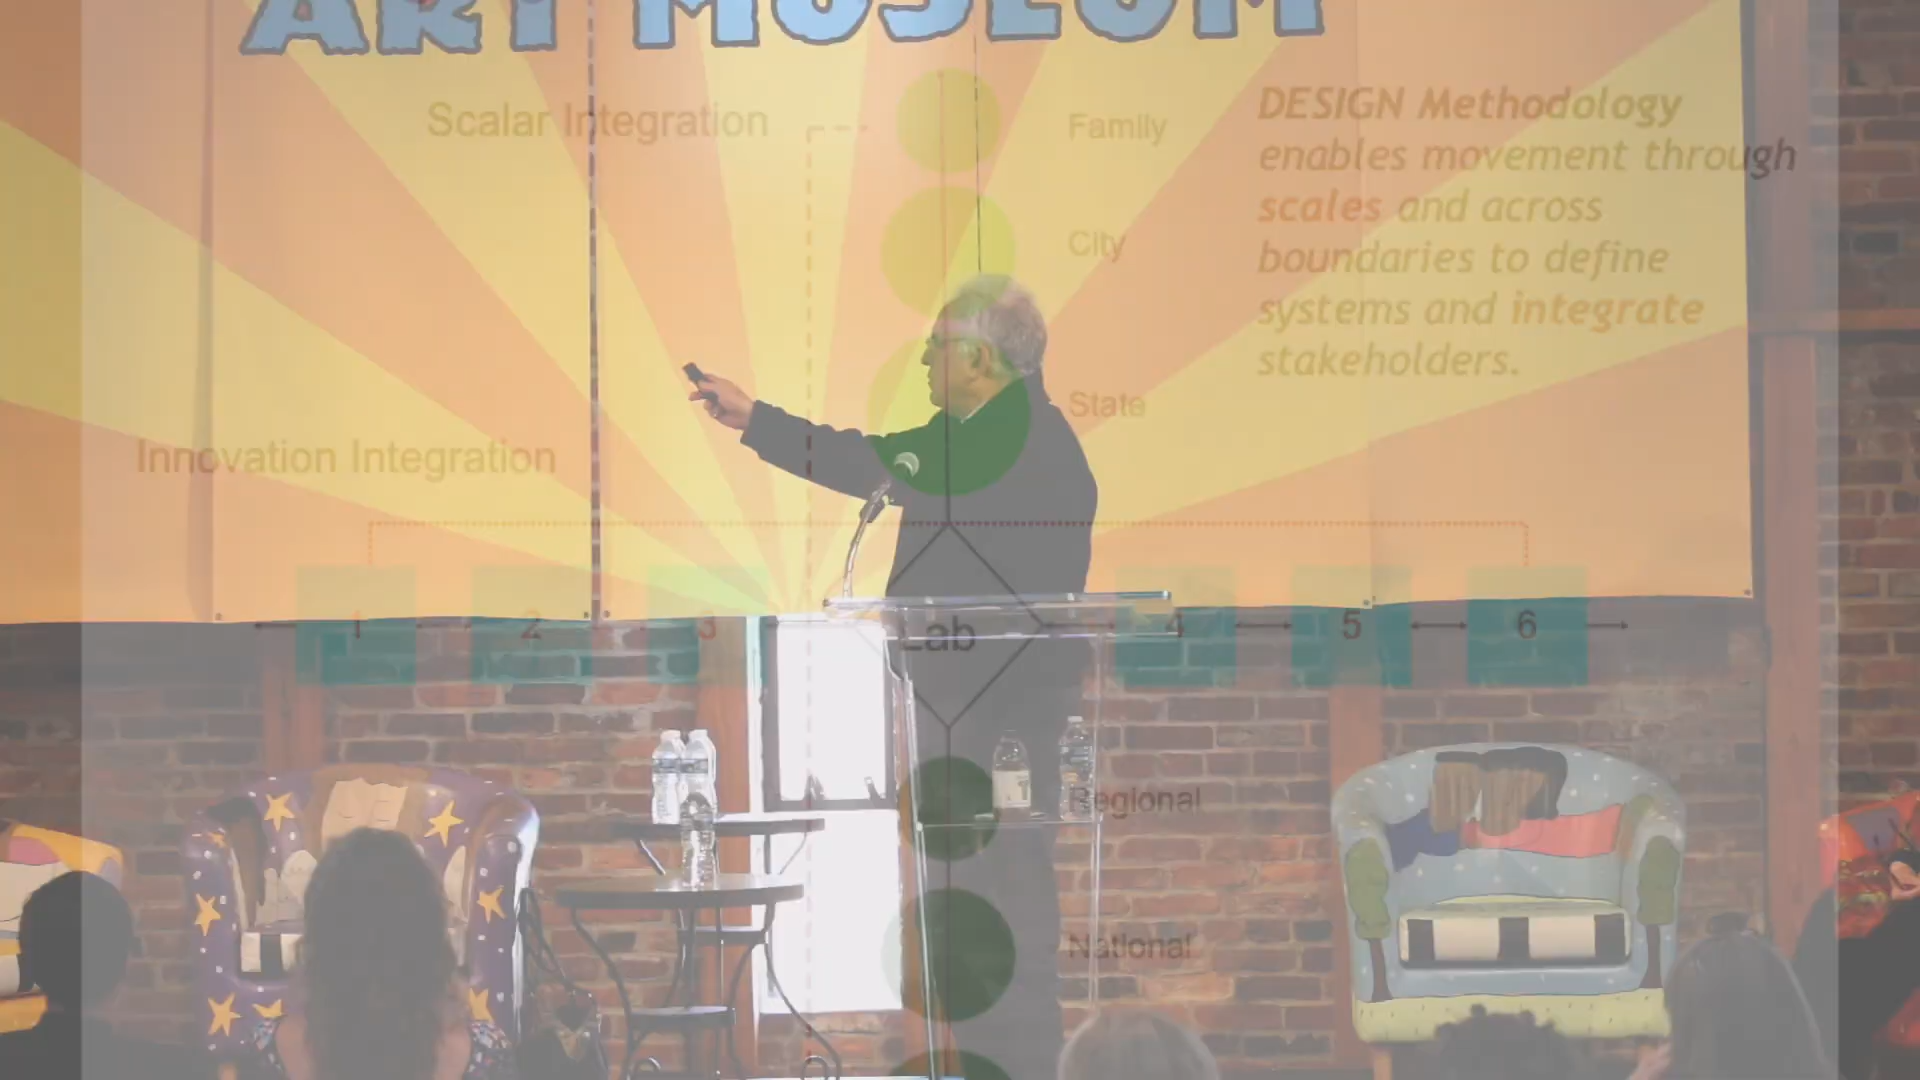 ART MUSEUM
Scalar Integration
Family
DESIGN Methodology
enables movement through
scales and across
boundaries to define
systems and integrate
stakeholders.
City
State
Innovation Integration
1 2 3 Lab 4 5 6
Regional
National